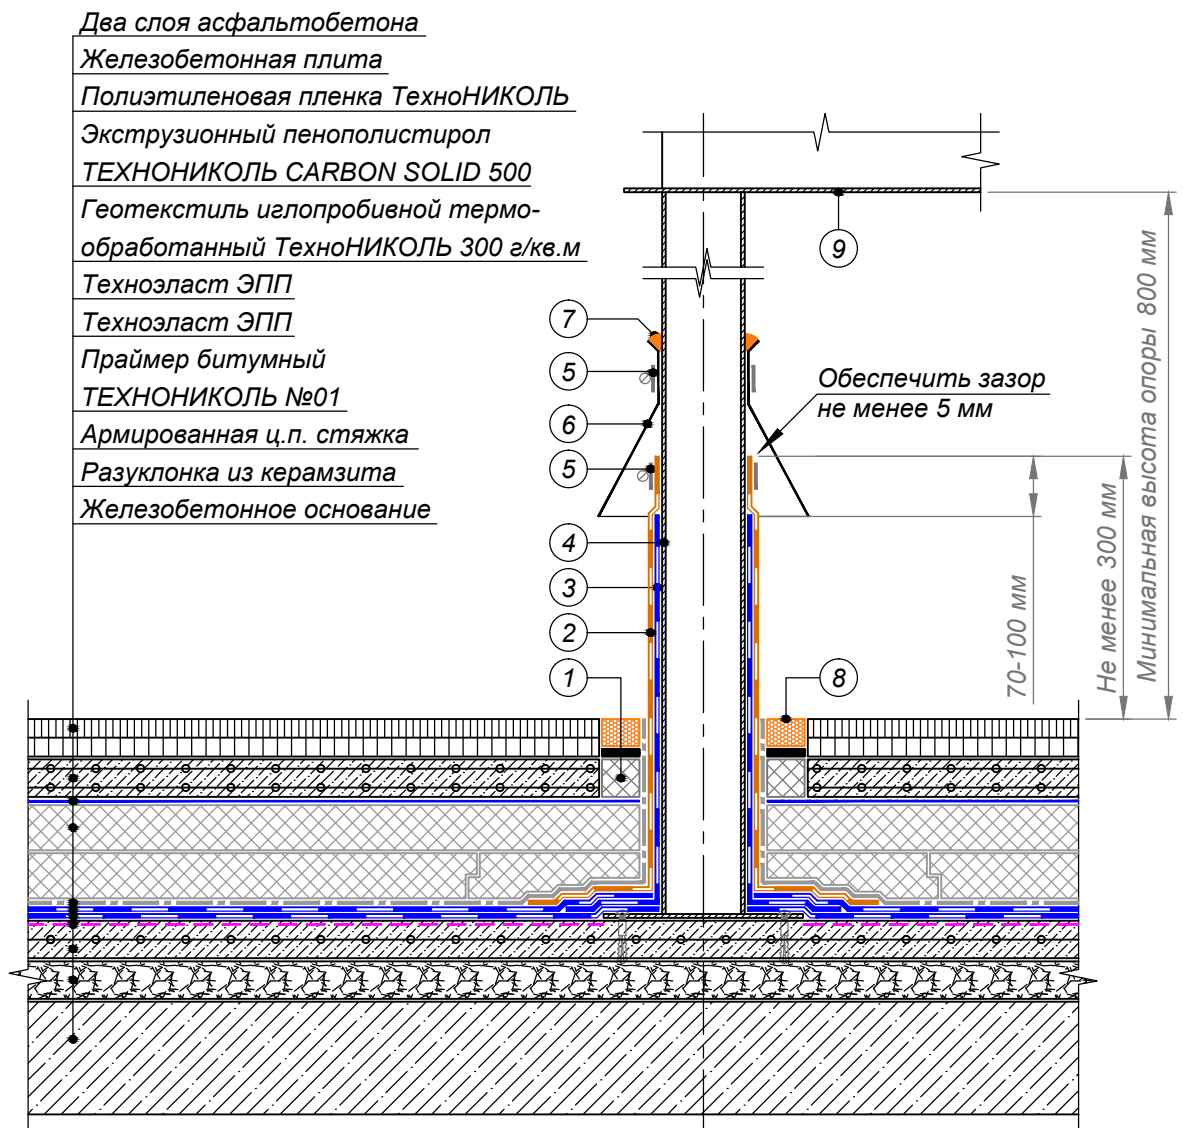 Два слоя асфальтобетона
Железобетонная плита
Полиэтиленовая пленка ТехноНИКОЛЬ
Экструзионный пенополистирол
ТЕХНОНИКОЛЬ CARBON SOLID 500
Геотекстиль иглопробивной термо-
обработанный ТехноНИКОЛЬ 300 г/кв.м
Техноэласт ЭПП
Техноэласт ЭПП
Праймер битумный
ТЕХНОНИКОЛЬ №01
Армированная ц.п. стяжка
Разуклонка из керамзита
Железобетонное основание
9
7
5
6
5
4
3
2
1
8
Обеспечить зазор
не менее 5 мм
70-100 мм
Не менее 300 мм
Минимальная высота опоры 800 мм